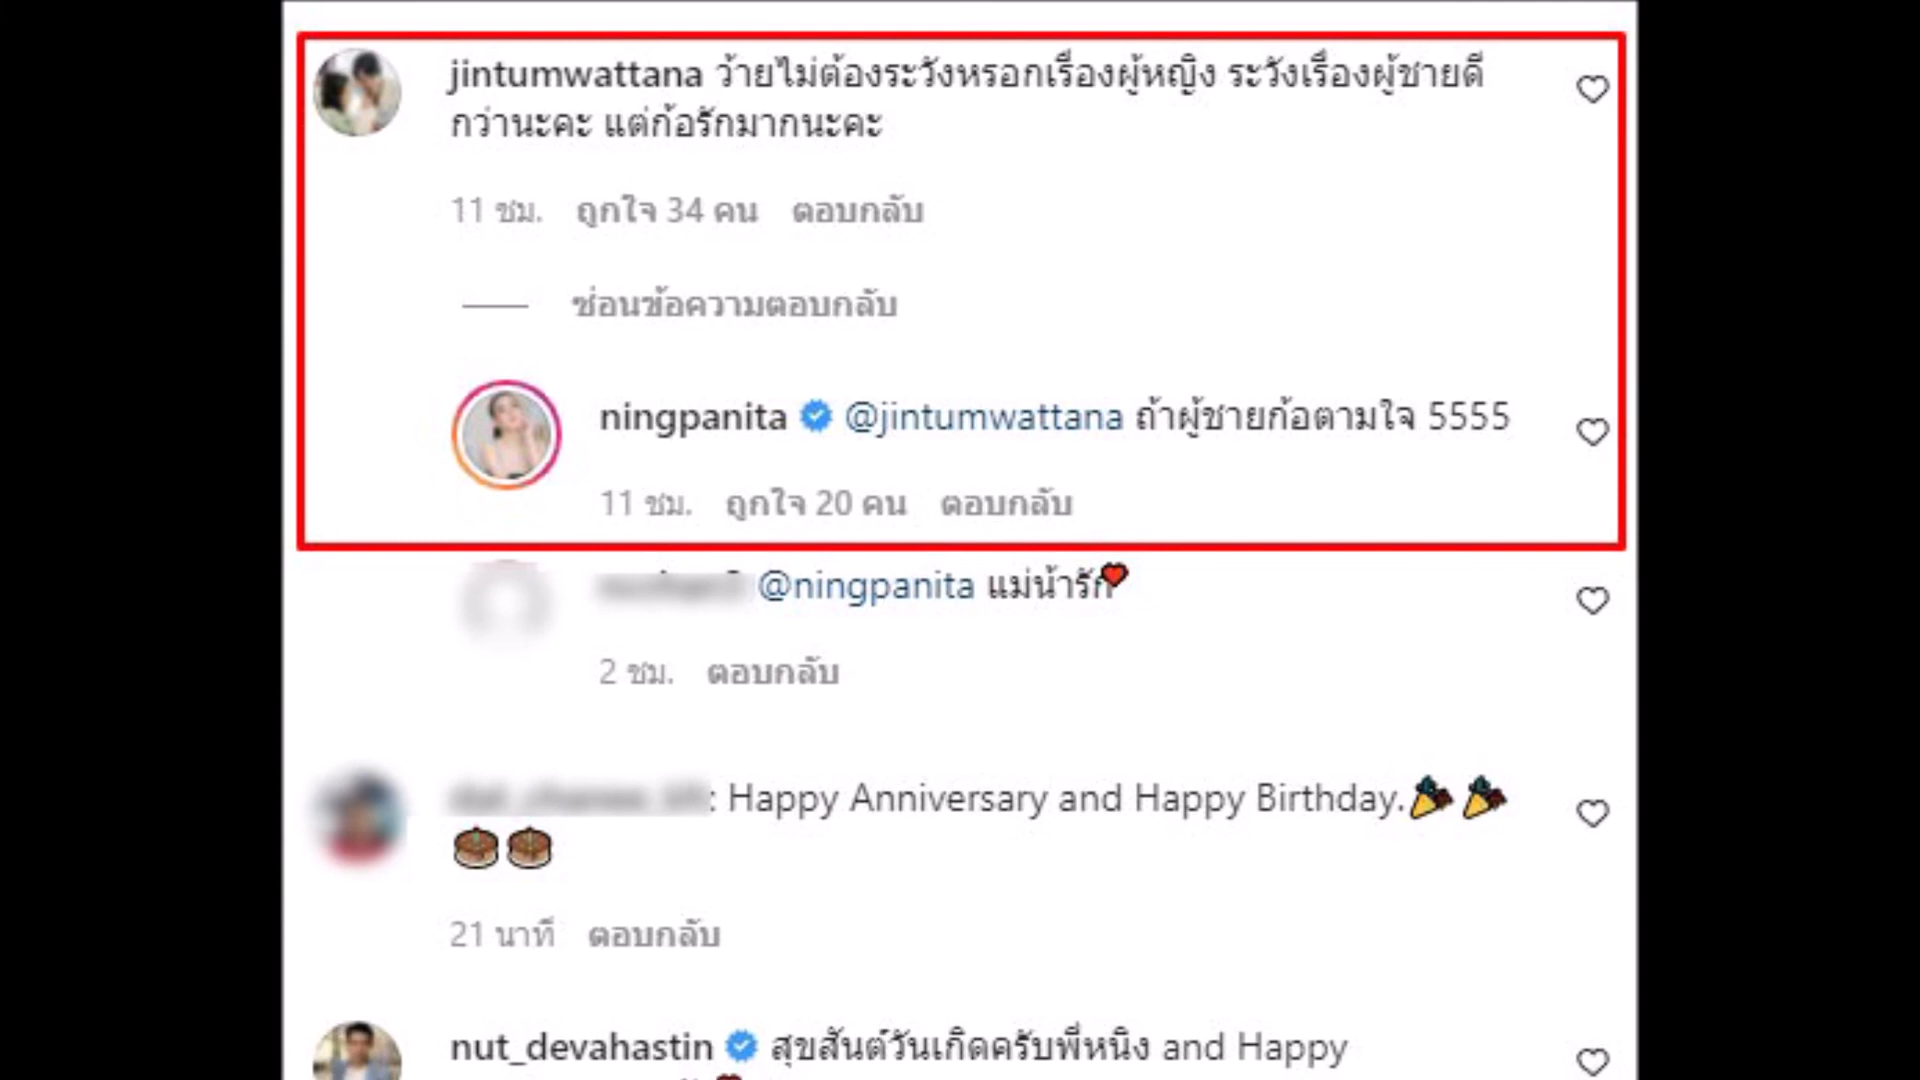 jintumwattana ว้ายไม่ต้องระวังหรอกเรื่องผู้หญิง ระวังเรื่องผู้ชายดี
กว่านะคะ แต่ก้อรักมากนะคะ
11 ชม. ถูกใจ 34 คน ตอบกลับ
ซ่อนข้อความตอบกลับ
ningpanita @jintumwattana ถ้าผู้ชายก้อตามใจ 5555
11 ชม. ถูกใจ 20 คน ตอบกลับ
@ningpanita แม่น้ารัก
2 ชม. ตอบกลับ
: Happy Anniversary and Happy Birthday.
21 นาที ตอบกลับ
nut_devahastin สุขสันต์วันเกิดครับพี่หนิง and Happy